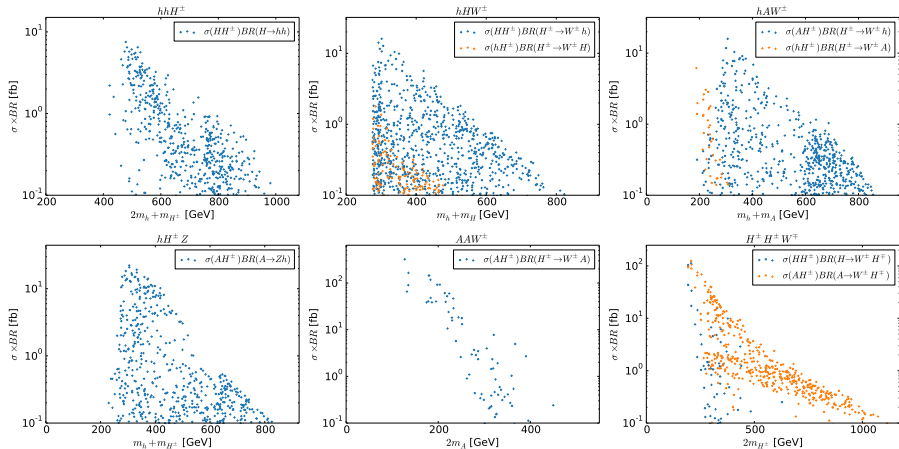 hhH±
σ(HH±)BR(H→hh)
σ×BR [fb]
10¹
10⁰
10⁻¹
200 400 600 800 1000
2m_h+m_{H±} [GeV]
hHW±
σ(HH±)BR(H±→W±h)
σ(hH±)BR(H±→W±H)
σ×BR [fb]
10¹
10⁰
10⁻¹
200 400 600 800
m_h+m_H [GeV]
hAW±
σ(AH±)BR(H±→W±h)
σ(hH±)BR(H±→W±A)
σ×BR [fb]
10¹
10⁰
10⁻¹
0 200 400 600 800
m_h+m_A [GeV]
hH±Z
σ(AH±)BR(A→Zh)
σ×BR [fb]
10¹
10⁰
10⁻¹
0 200 400 600 800
m_h+m_{H±} [GeV]
AAW±
σ(AH±)BR(H±→W±A)
σ×BR [fb]
10²
10¹
10⁰
10⁻¹
0 200 400 600
2m_A [GeV]
H±H±W∓
σ(HH±)BR(H→W±H∓)
σ(AH±)BR(A→W±H∓)
σ×BR [fb]
10²
10¹
10⁰
10⁻¹
0 200 500 1000
2m_{H±} [GeV]